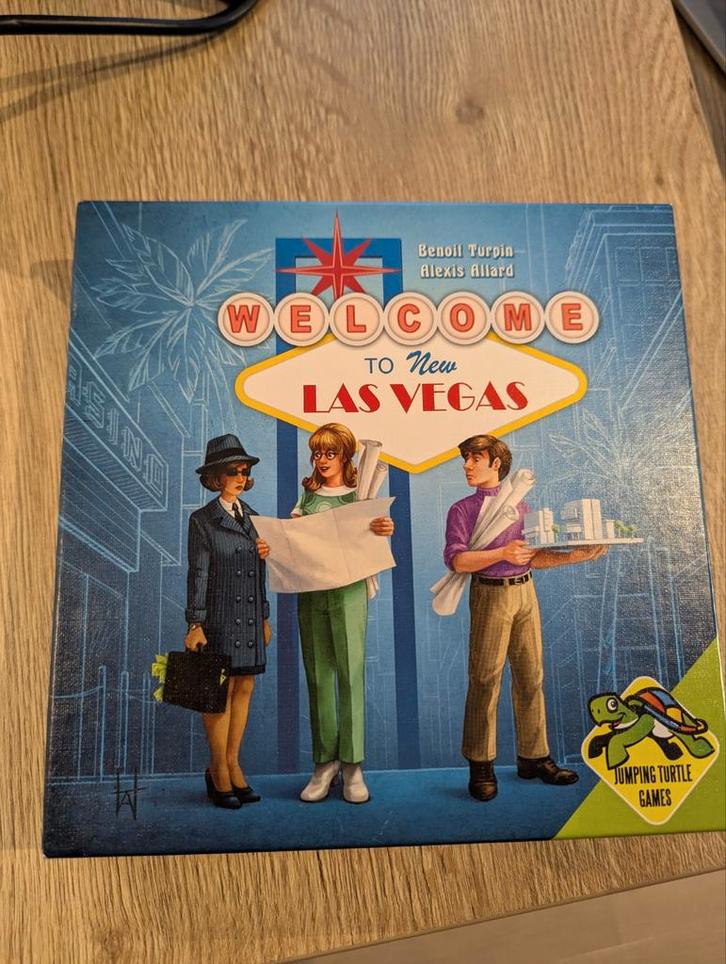 Benoit Turpin
Alexis Allard
WELCOME
TO New
LAS VEGAS
CASINO
JUMPING TURTLE
GAMES